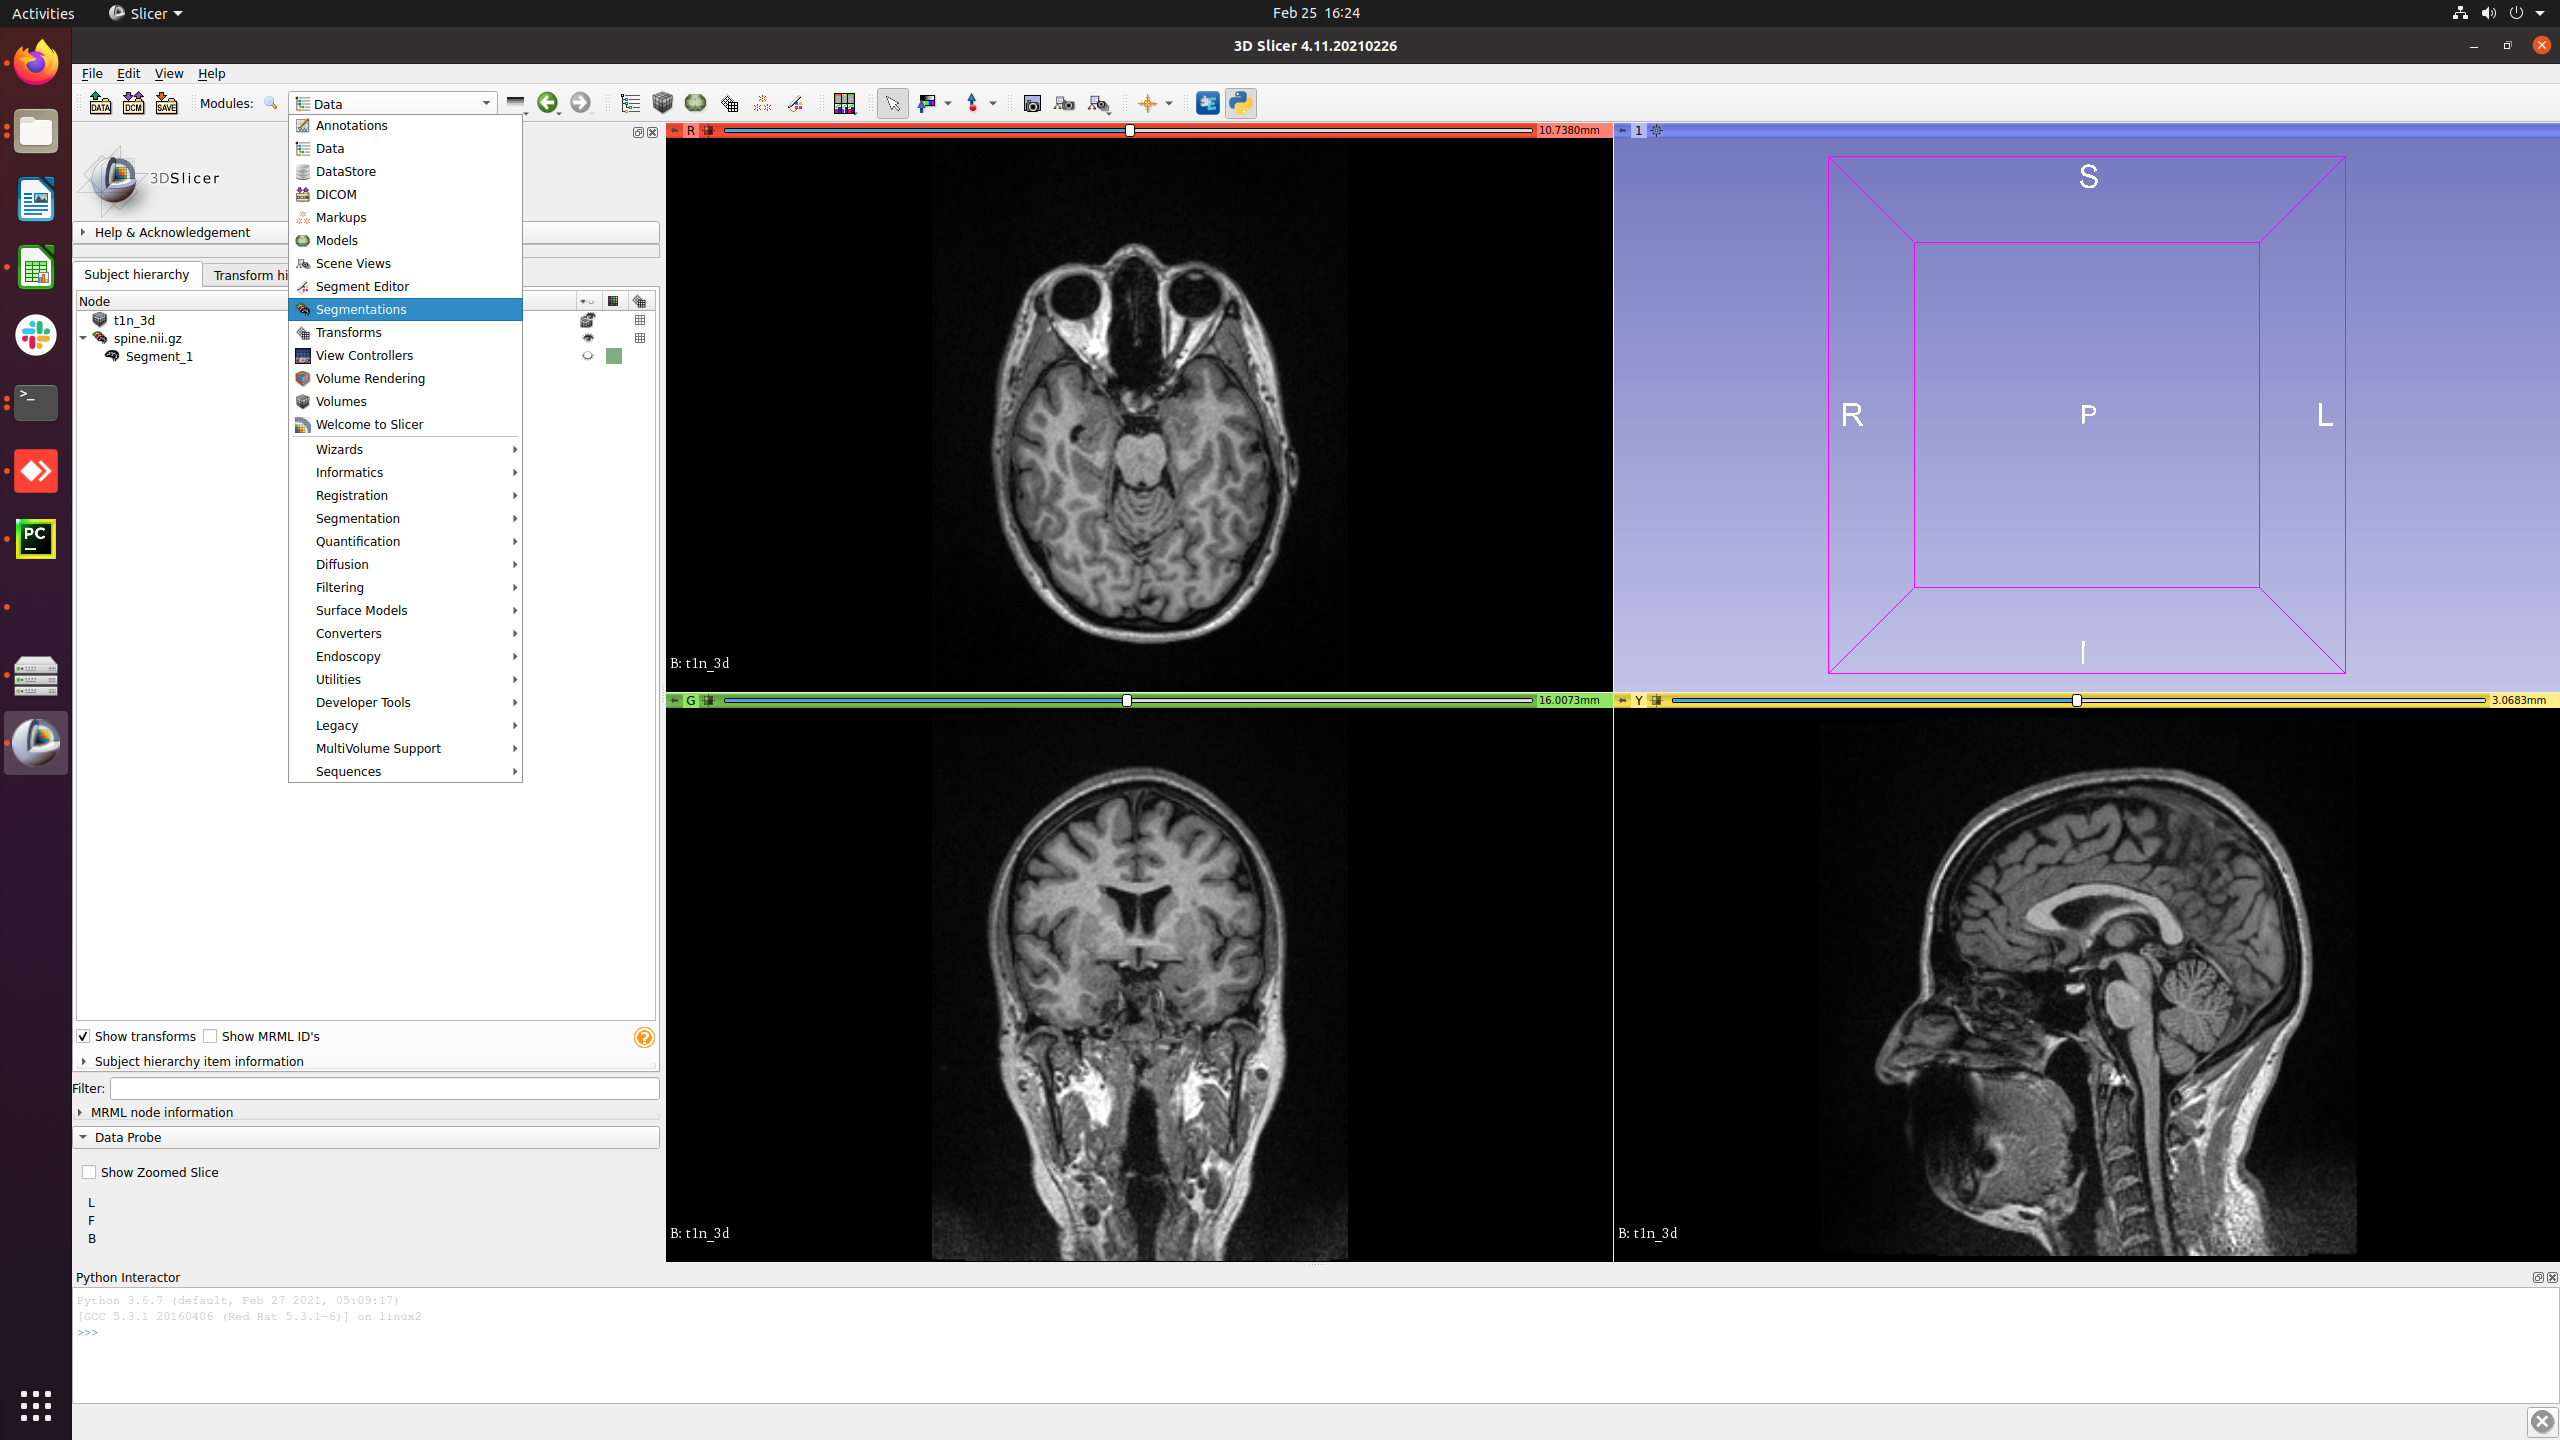 Activities Slicer Feb 25 16:24
3D Slicer 4.11.20210226
File Edit View Help
DATA DCM SAVE Modules: Data
Annotations
Data
DataStore
DICOM
Markups
Models
Scene Views
Segment Editor
Segmentations
Transforms
View Controllers
Volume Rendering
Volumes
Welcome to Slicer
Wizards
Informatics
Registration
Segmentation
Quantification
Diffusion
Filtering
Surface Models
Converters
Endoscopy
Utilities
Developer Tools
Legacy
MultiVolume Support
Sequences
3DSlicer
Help & Acknowledgement
Subject hierarchy Transform hi
Node
t1n_3d
spine.nii.gz
Segment_1
Show transforms Show MRML ID's
Subject hierarchy item information
Filter:
MRML node information
Data Probe
Show Zoomed Slice
L
F
B
R 10.7380mm
B: t1n_3d
1
S
R P L
I
G 16.0073mm
B: t1n_3d
Y 3.0683mm
B: t1n_3d
PC
Python Interactor
Python 3.6.7 (default, Feb 27 2021, 05:09:17)
[GCC 5.3.1 20160406 (Red Hat 5.3.1-6)] on linux2
>>>